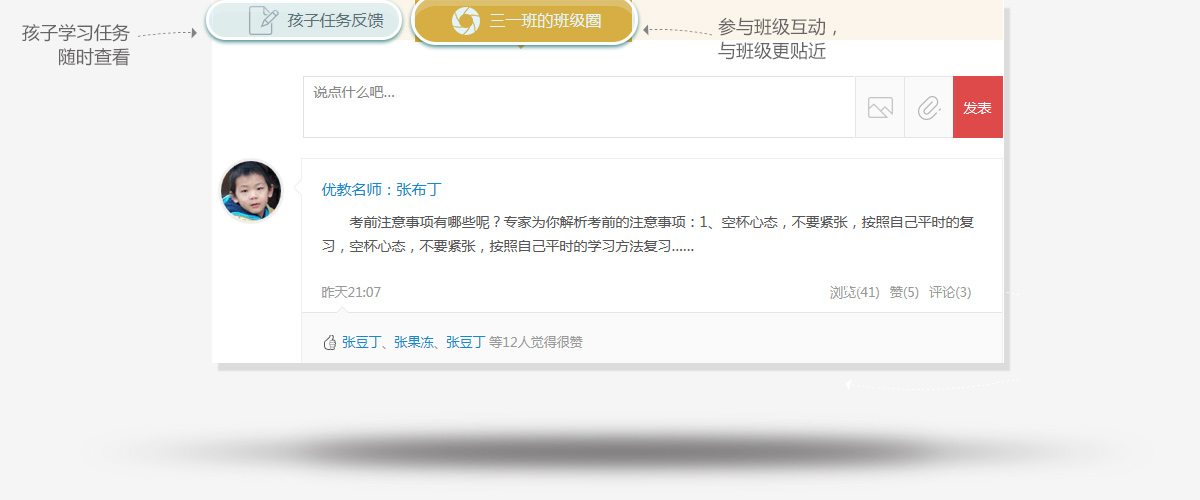 孩子学习任务
随时查看
孩子任务反馈
三一班的班级圈
参与班级互动，
与班级更贴近
说点什么吧...
发表
优教名师：张布丁
考前注意事项有哪些呢？专家为你解析考前的注意事项：1、空杯心态，不要紧张，按照自己平时的复
习，空杯心态，不要紧张，按照自己平时的学习方法复习......
昨天21:07
浏览(41) 赞(5) 评论(3)
张豆丁、张果冻、张豆丁 等12人觉得很赞